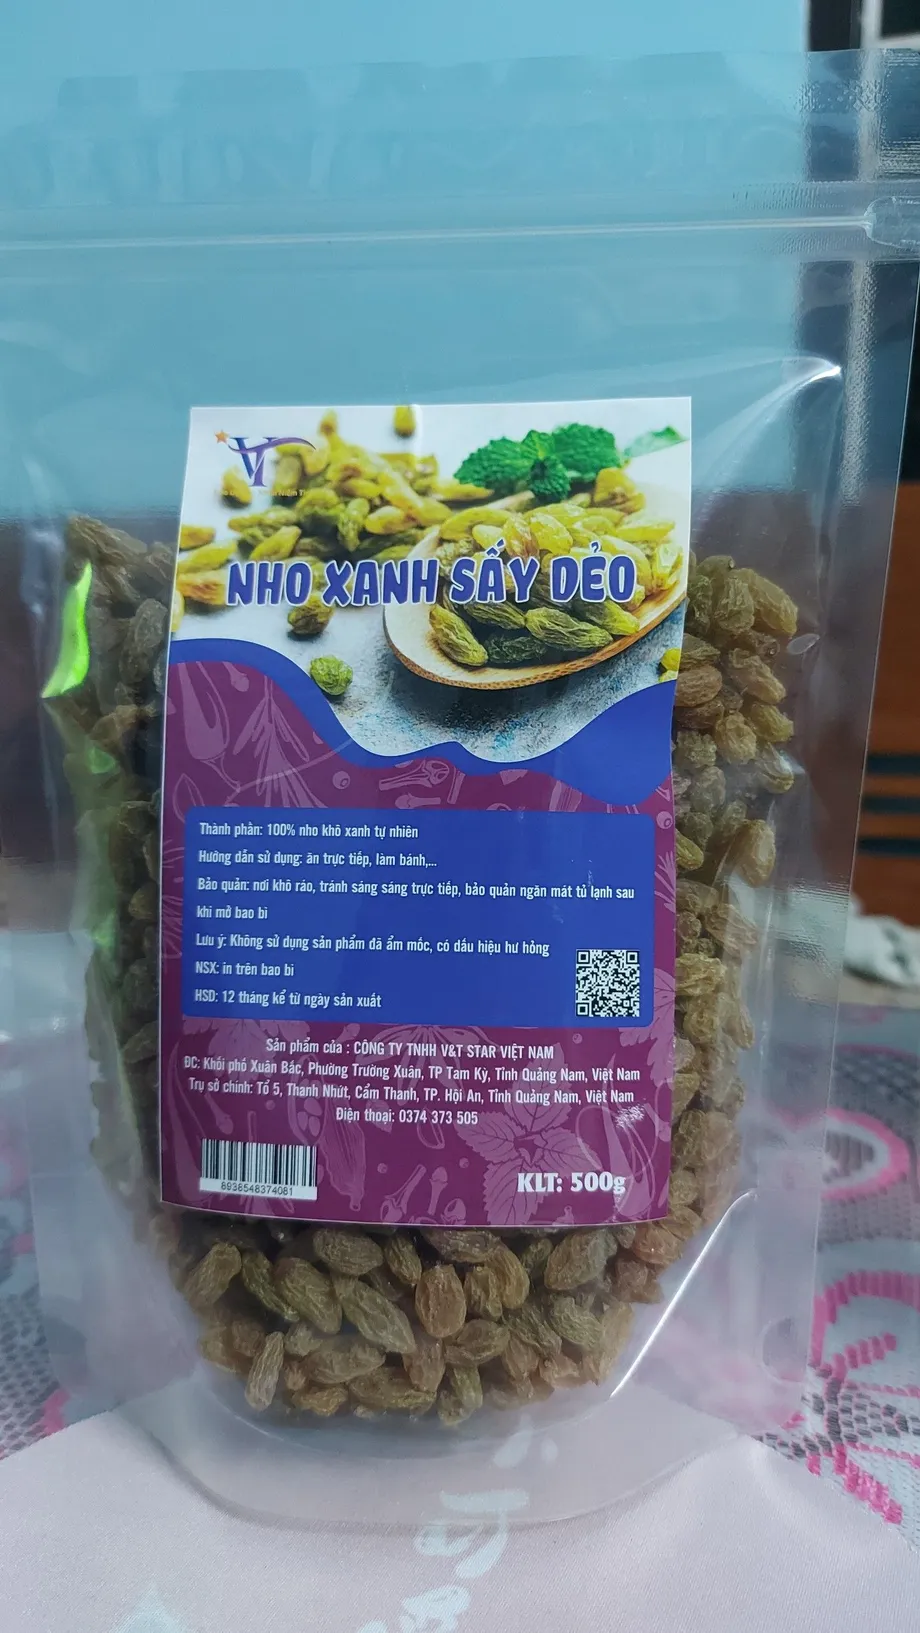 VT
NHO XANH SẤY DẺO
Thành phần: 100% nho khô xanh tự nhiên
Hướng dẫn sử dụng: ăn trực tiếp, làm bánh,...
Bảo quản: nơi khô ráo, tránh sáng sáng trực tiếp, bảo quản ngăn mát tủ lạnh sau
khi mở bao bì
Lưu ý: Không sử dụng sản phẩm đã ẩm mốc, có dấu hiệu hư hỏng
NSX: in trên bao bì
HSD: 12 tháng kể từ ngày sản xuất
Sản phẩm của : CÔNG TY TNHH V&T STAR VIỆT NAM
ĐC: Khối phố Xuân Bắc, Phường Trường Xuân, TP Tam Kỳ, Tỉnh Quảng Nam, Việt Nam
Trụ sở chính: Tổ 5, Thanh Nhứt, Cẩm Thanh, TP. Hội An, Tỉnh Quảng Nam, Việt Nam
Điện thoại: 0374 373 505
8938548374081
KLT: 500g